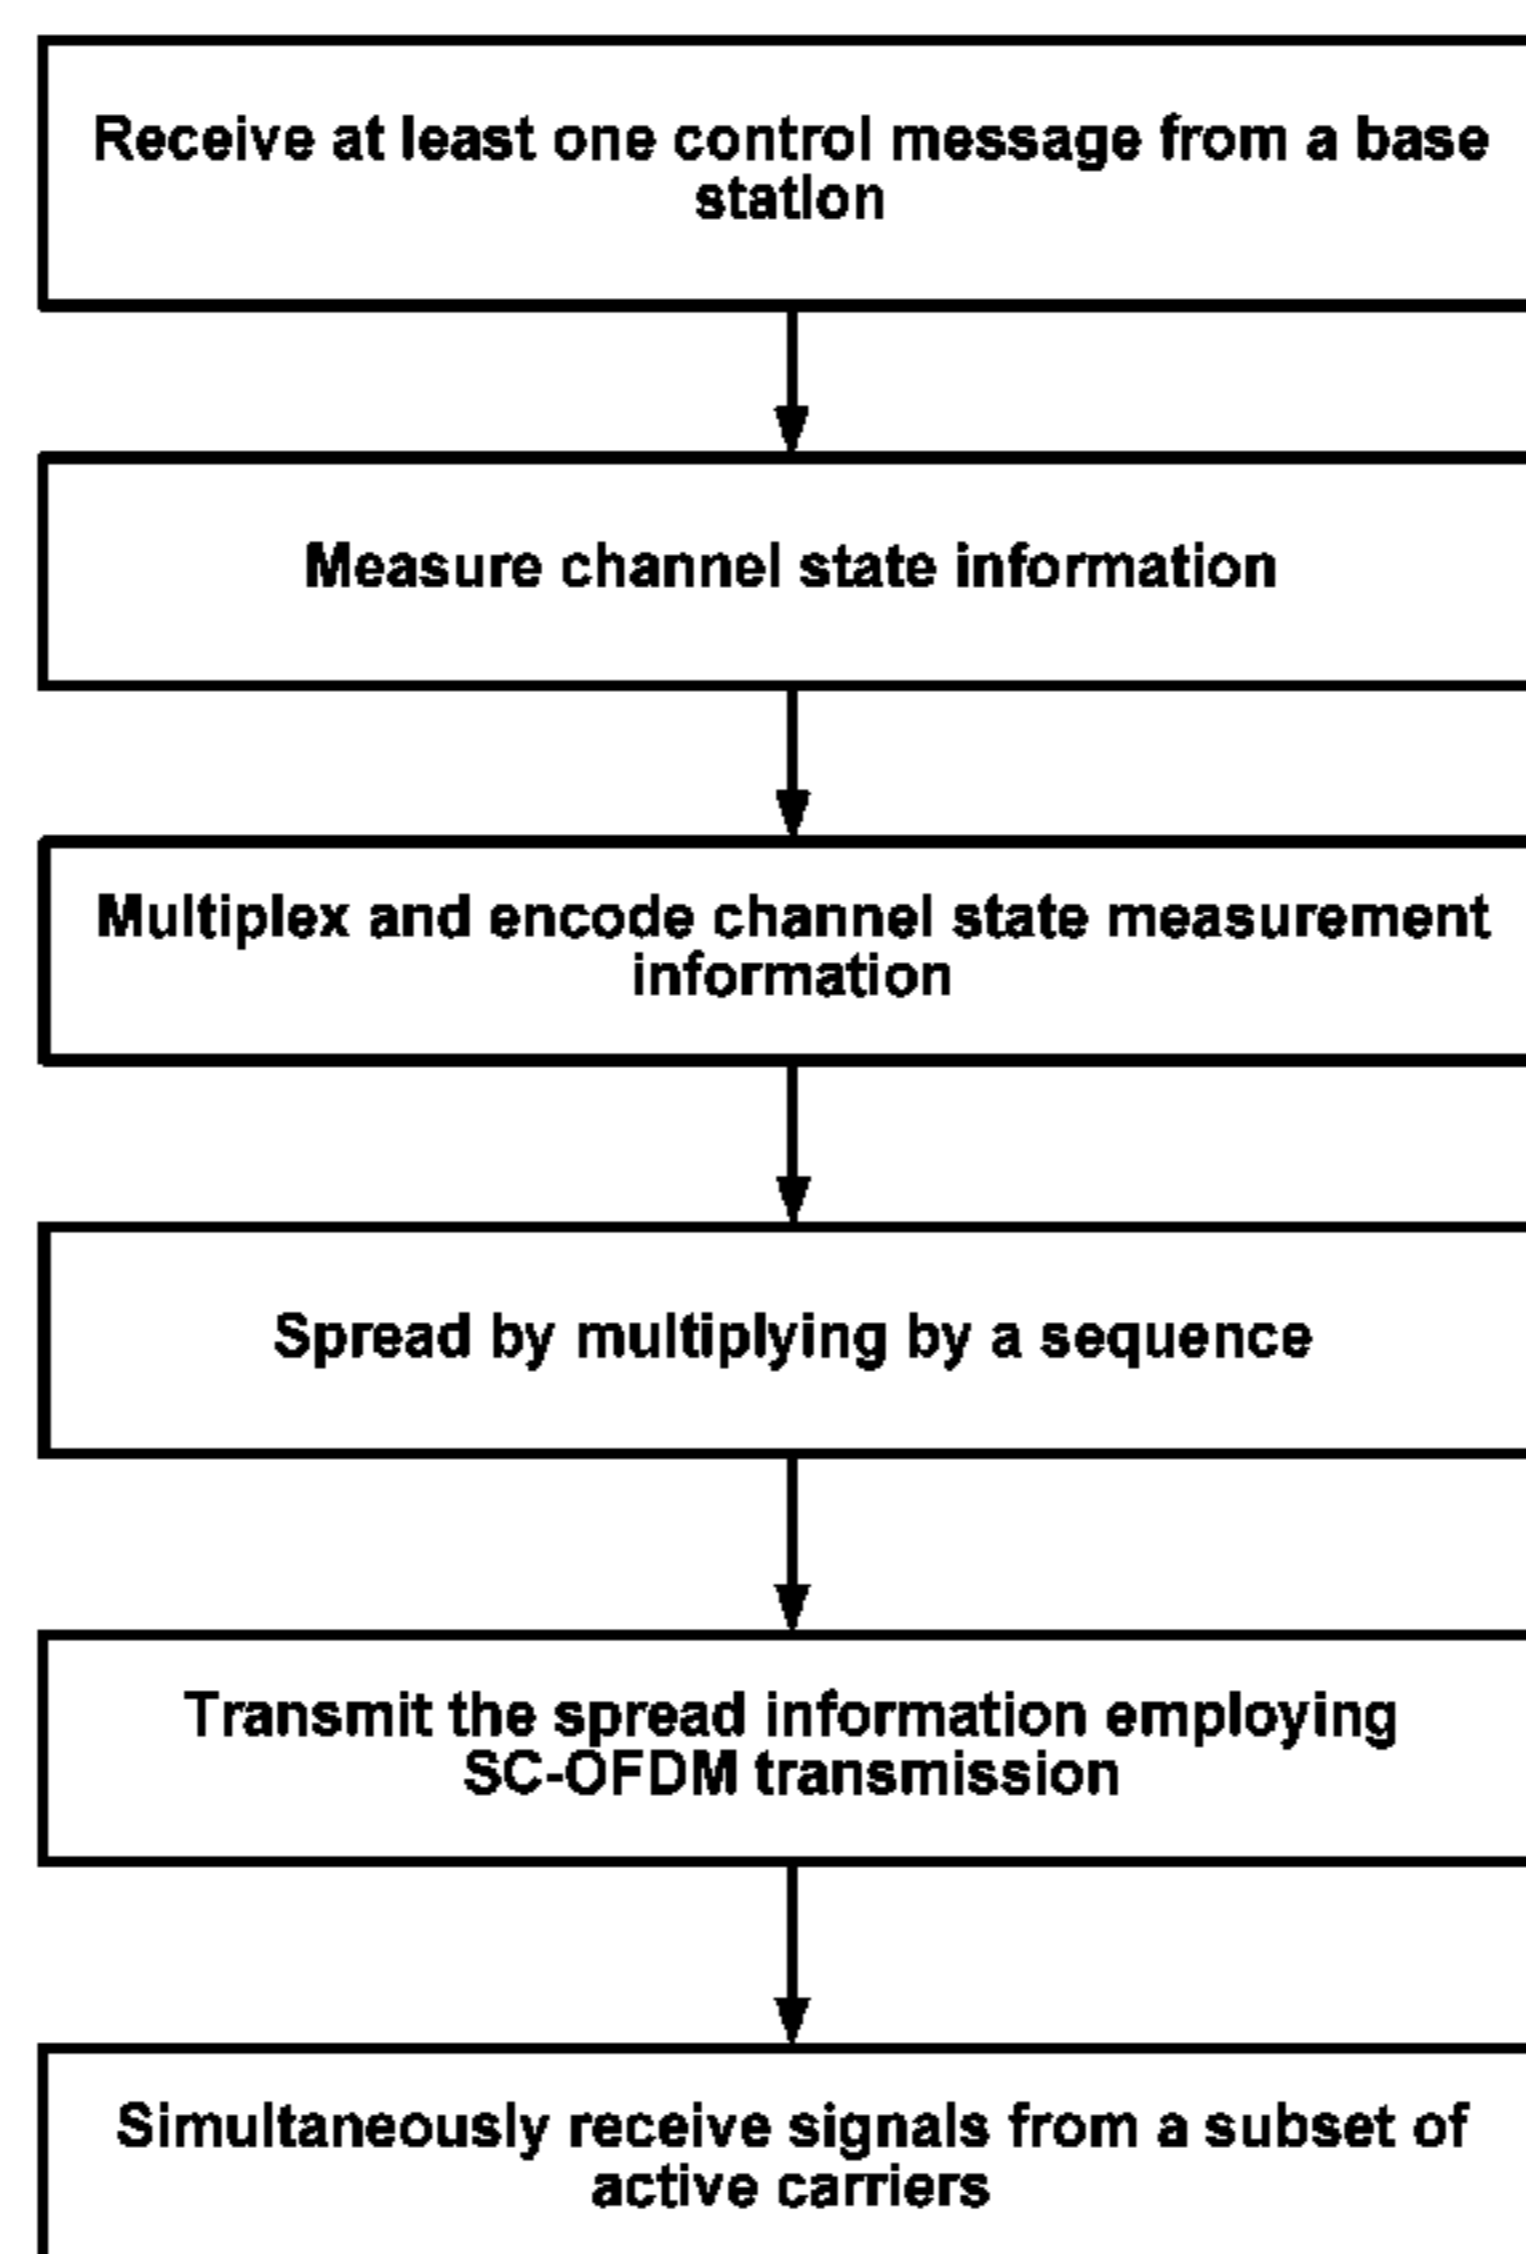 Receive at least one control message from a base
station
Measure channel state information
Multiplex and encode channel state measurement
information
Spread by multiplying by a sequence
Transmit the spread information employing
SC-OFDM transmission
Simultaneously receive signals from a subset of
active carriers